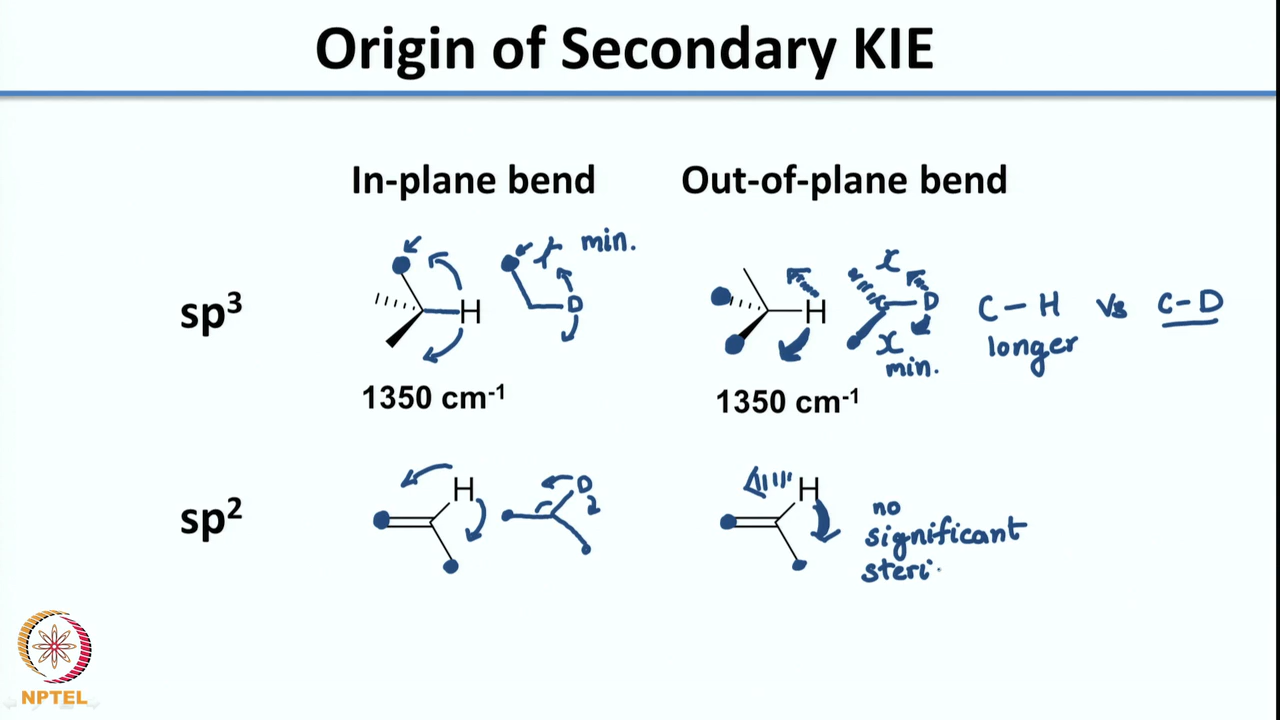 Origin of Secondary KIE
In-plane bend
Out-of-plane bend
sp³
H
D
min.
1350 cm⁻¹
H
C
D
x
x
min.
C-H vs C-D
longer
1350 cm⁻¹
sp²
H
D
H
no
significant
steri
NPTEL